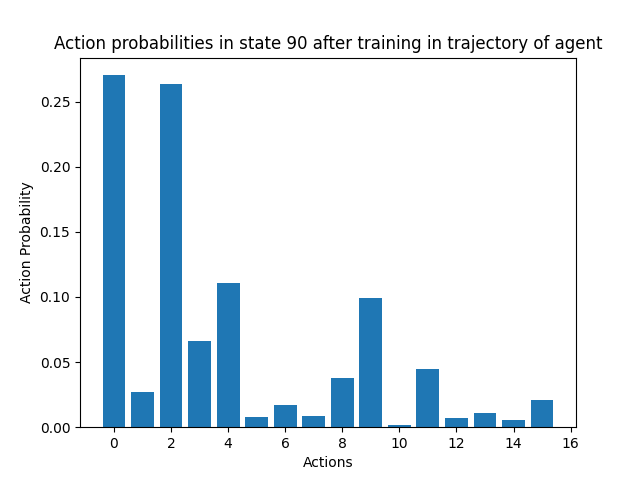 Action probabilities in state 90 after training in trajectory of agent
0.25
0.20
0.15
0.10
0.05
0.00
Action Probability
0 2 4 6 8 10 12 14 16
Actions